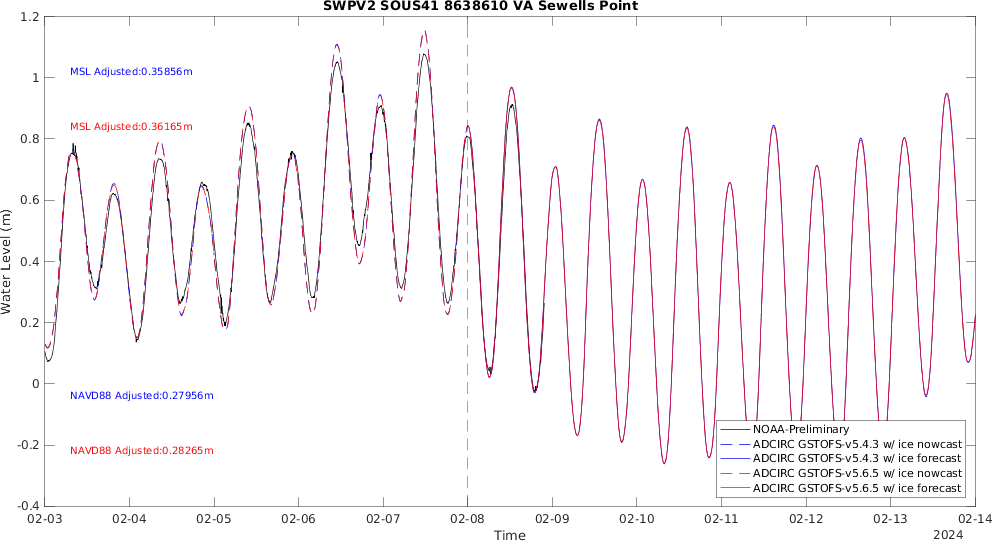 SWPV2 SOUS41 8638610 VA Sewells Point
1.2
1
0.8
0.6
0.4
0.2
0
-0.2
-0.4
Water Level (m)
MSL Adjusted:0.35856m
MSL Adjusted:0.36165m
NAVD88 Adjusted:0.27956m
NAVD88 Adjusted:0.28265m
NOAA-Preliminary
ADCIRC GSTOFS-v5.4.3 w/ ice nowcast
ADCIRC GSTOFS-v5.4.3 w/ ice forecast
ADCIRC GSTOFS-v5.6.5 w/ ice nowcast
ADCIRC GSTOFS-v5.6.5 w/ ice forecast
02-03 02-04 02-05 02-06 02-07 02-08 02-09 02-10 02-11 02-12 02-13 02-14
Time
2024